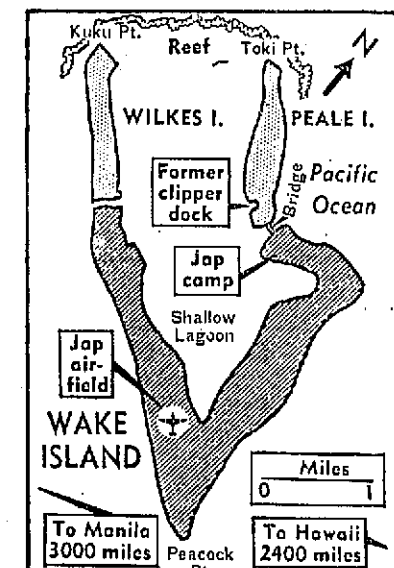 Kuku Pt.
Reef
Toki Pt.
N
WILKES I.
PEALE I.
Former
clipper
dock
Bridge
Pacific
Ocean
Jap
camp
Shallow
Lagoon
Jap
air-
field
WAKE
ISLAND
Miles
0 1
To Manila
3000 miles
Peacock
To Hawaii
2400 miles